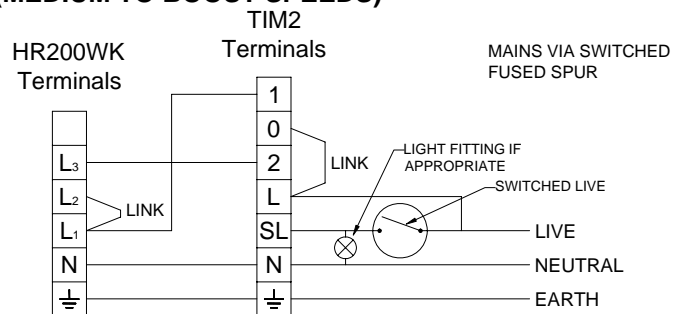 (MEDIUM TO BOOST SPEEDS)
TIM2
Terminals
HR200WK
Terminals
MAINS VIA SWITCHED
FUSED SPUR
1
0
2
L
SL
N
L3
L2
L1
N
LINK
LINK
LIGHT FITTING IF
APPROPRIATE
SWITCHED LIVE
LIVE
NEUTRAL
EARTH